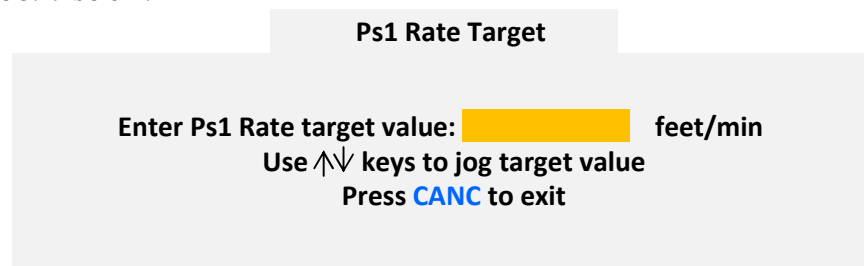 Ps1 Rate Target
Enter Ps1 Rate target value: feet/min
Use ↑↓ keys to jog target value
Press CANC to exit